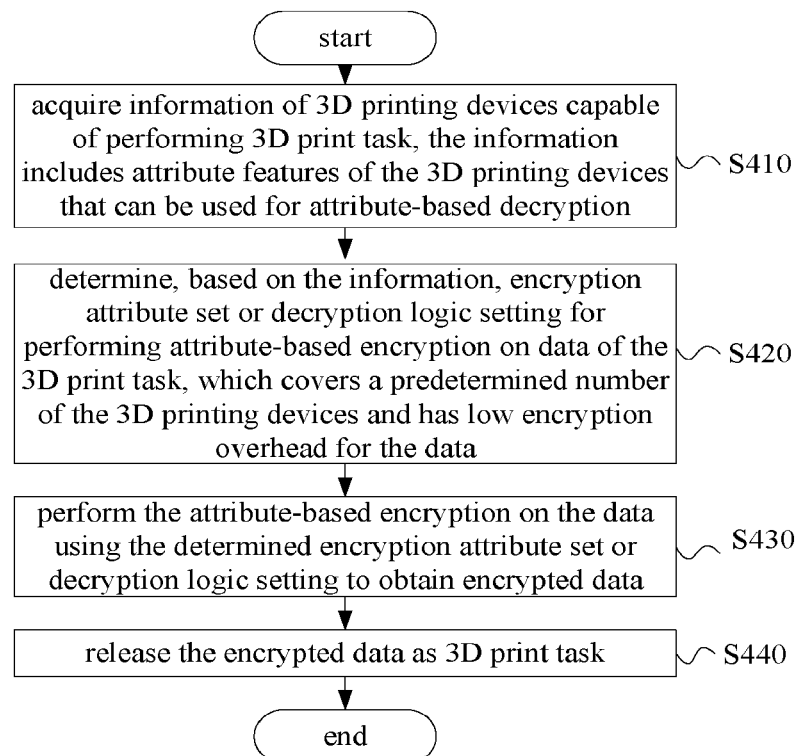 start
acquire information of 3D printing devices capable
of performing 3D print task, the information
includes attribute features of the 3D printing devices
that can be used for attribute-based decryption
S410
determine, based on the information, encryption
attribute set or decryption logic setting for
performing attribute-based encryption on data of the
3D print task, which covers a predetermined number
of the 3D printing devices and has low encryption
overhead for the data
S420
perform the attribute-based encryption on the data
using the determined encryption attribute set or
decryption logic setting to obtain encrypted data
S430
release the encrypted data as 3D print task
S440
end